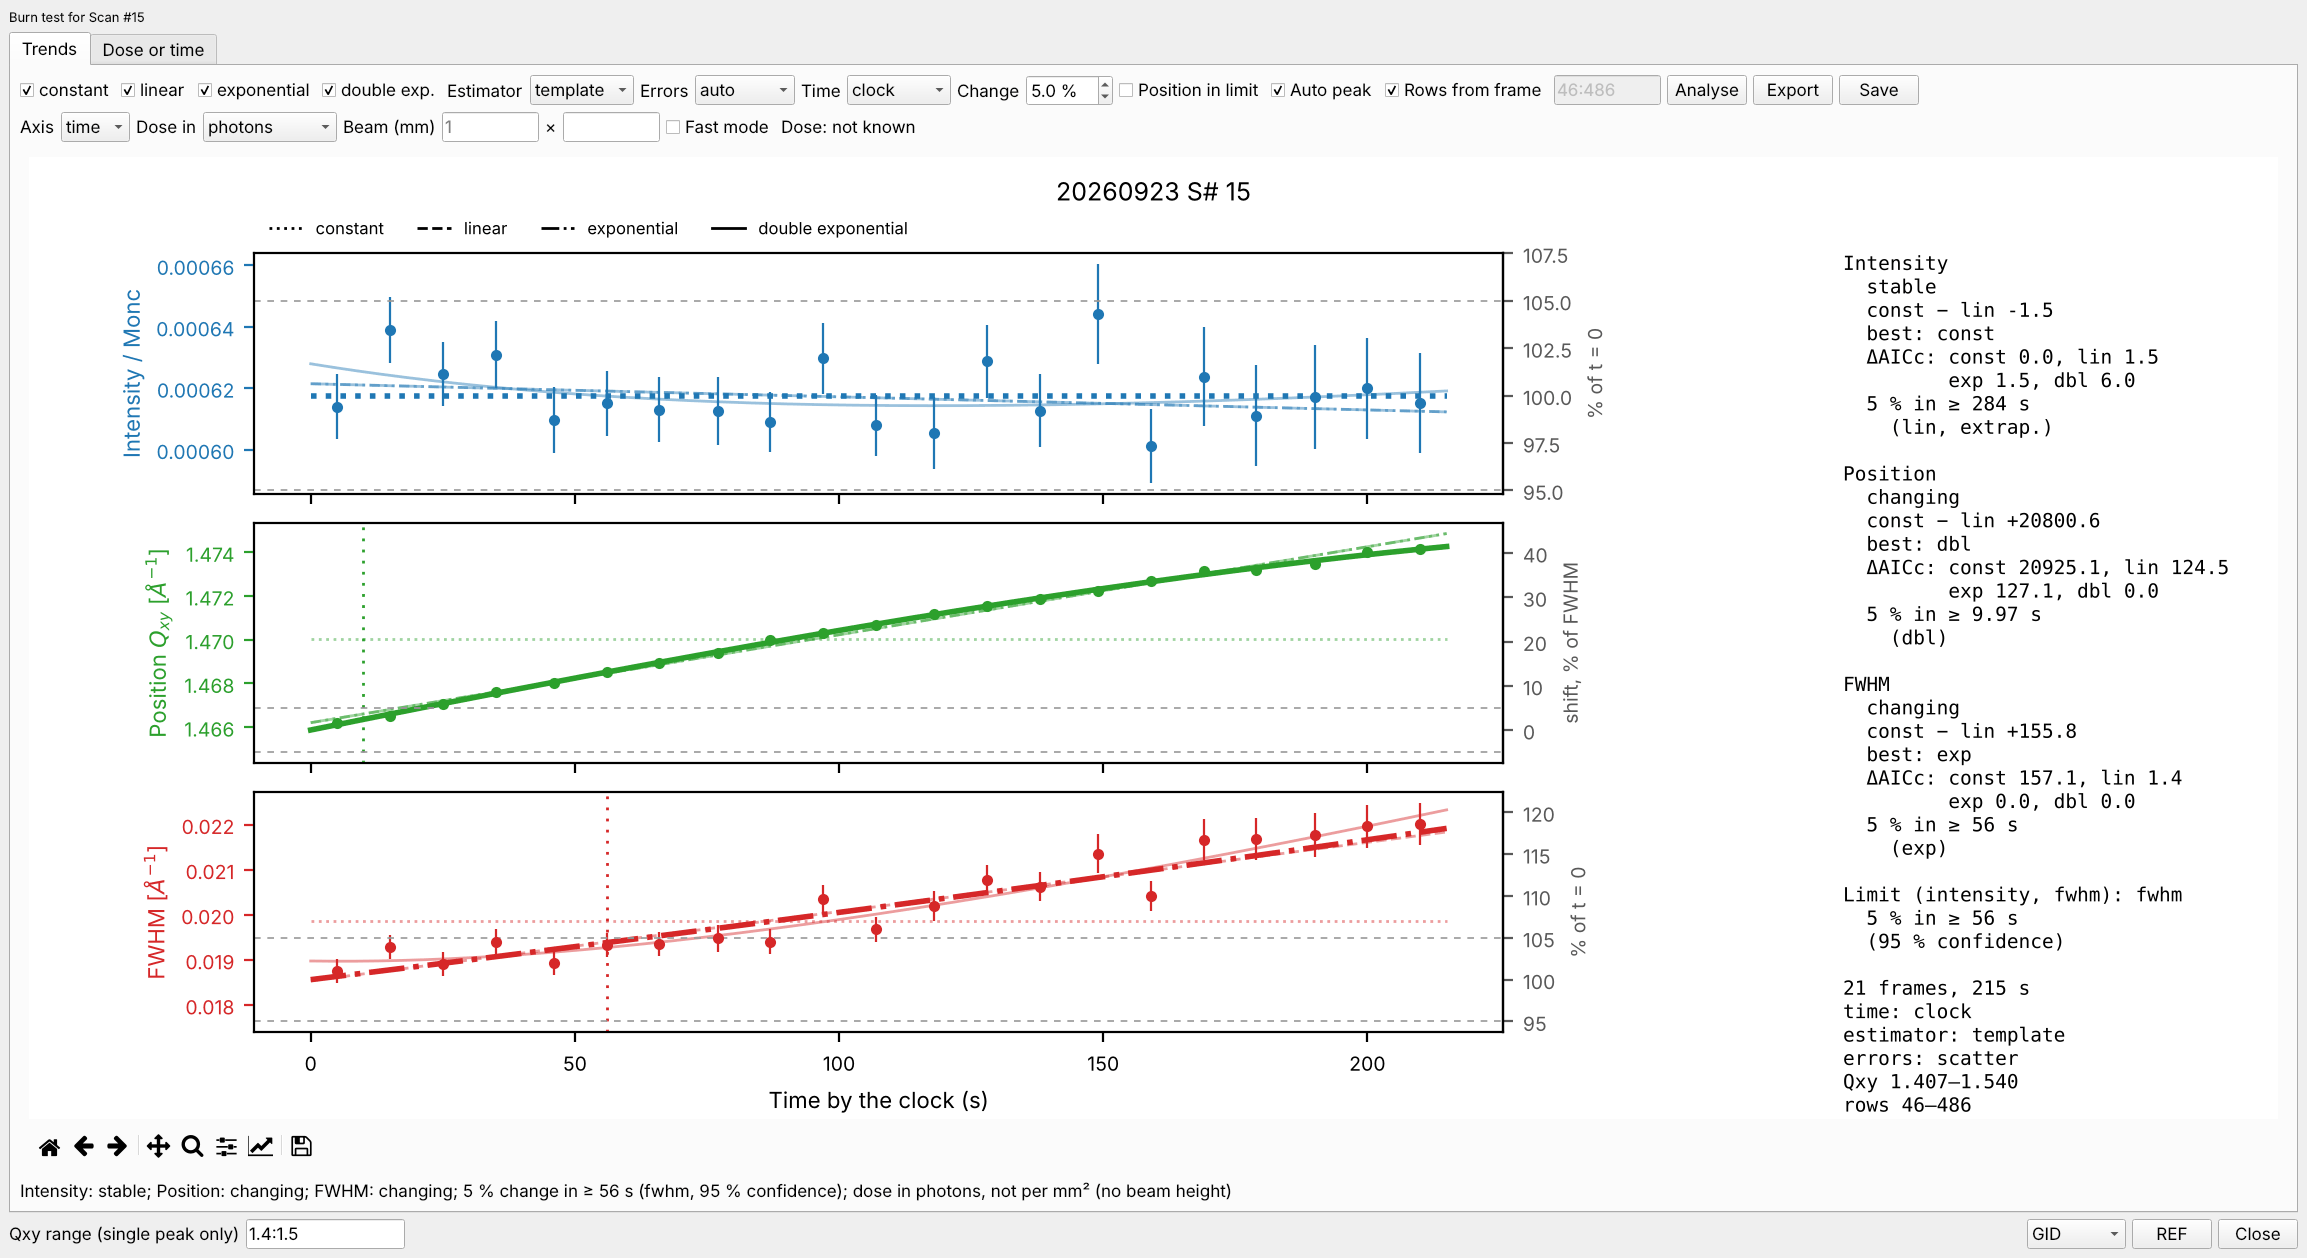 Burn test for Scan #15
Trends Dose or time
constant linear exponential double exp. Estimator template Errors auto Time clock Change 5.0 % Position in limit Auto peak Rows from frame 46:486 Analyse Export Save
Axis time Dose in photons Beam (mm) 1 × Fast mode Dose: not known
20260923 S# 15
constant linear exponential double exponential
Intensity / Monc
0.00066
0.00064
0.00062
0.00060
107.5
105.0
102.5
100.0
97.5
95.0
% of t = 0
Position Qxy [Å−1]
1.474
1.472
1.470
1.468
1.466
40
30
20
10
0
shift, % of FWHM
FWHM [Å−1]
0.022
0.021
0.020
0.019
0.018
120
115
110
105
100
95
% of t = 0
0 50 100 150 200
Time by the clock (s)
Intensity
stable
const − lin -1.5
best: const
ΔAICc: const 0.0, lin 1.5
exp 1.5, dbl 6.0
5 % in ≥ 284 s
(lin, extrap.)
Position
changing
const − lin +20800.6
best: dbl
ΔAICc: const 20925.1, lin 124.5
exp 127.1, dbl 0.0
5 % in ≥ 9.97 s
(dbl)
FWHM
changing
const − lin +155.8
best: exp
ΔAICc: const 157.1, lin 1.4
exp 0.0, dbl 0.0
5 % in ≥ 56 s
(exp)
Limit (intensity, fwhm): fwhm
5 % in ≥ 56 s
(95 % confidence)
21 frames, 215 s
time: clock
estimator: template
errors: scatter
Qxy 1.407–1.540
rows 46–486
Intensity: stable; Position: changing; FWHM: changing; 5 % change in ≥ 56 s (fwhm, 95 % confidence); dose in photons, not per mm² (no beam height)
Qxy range (single peak only) 1.4:1.5 GID REF Close